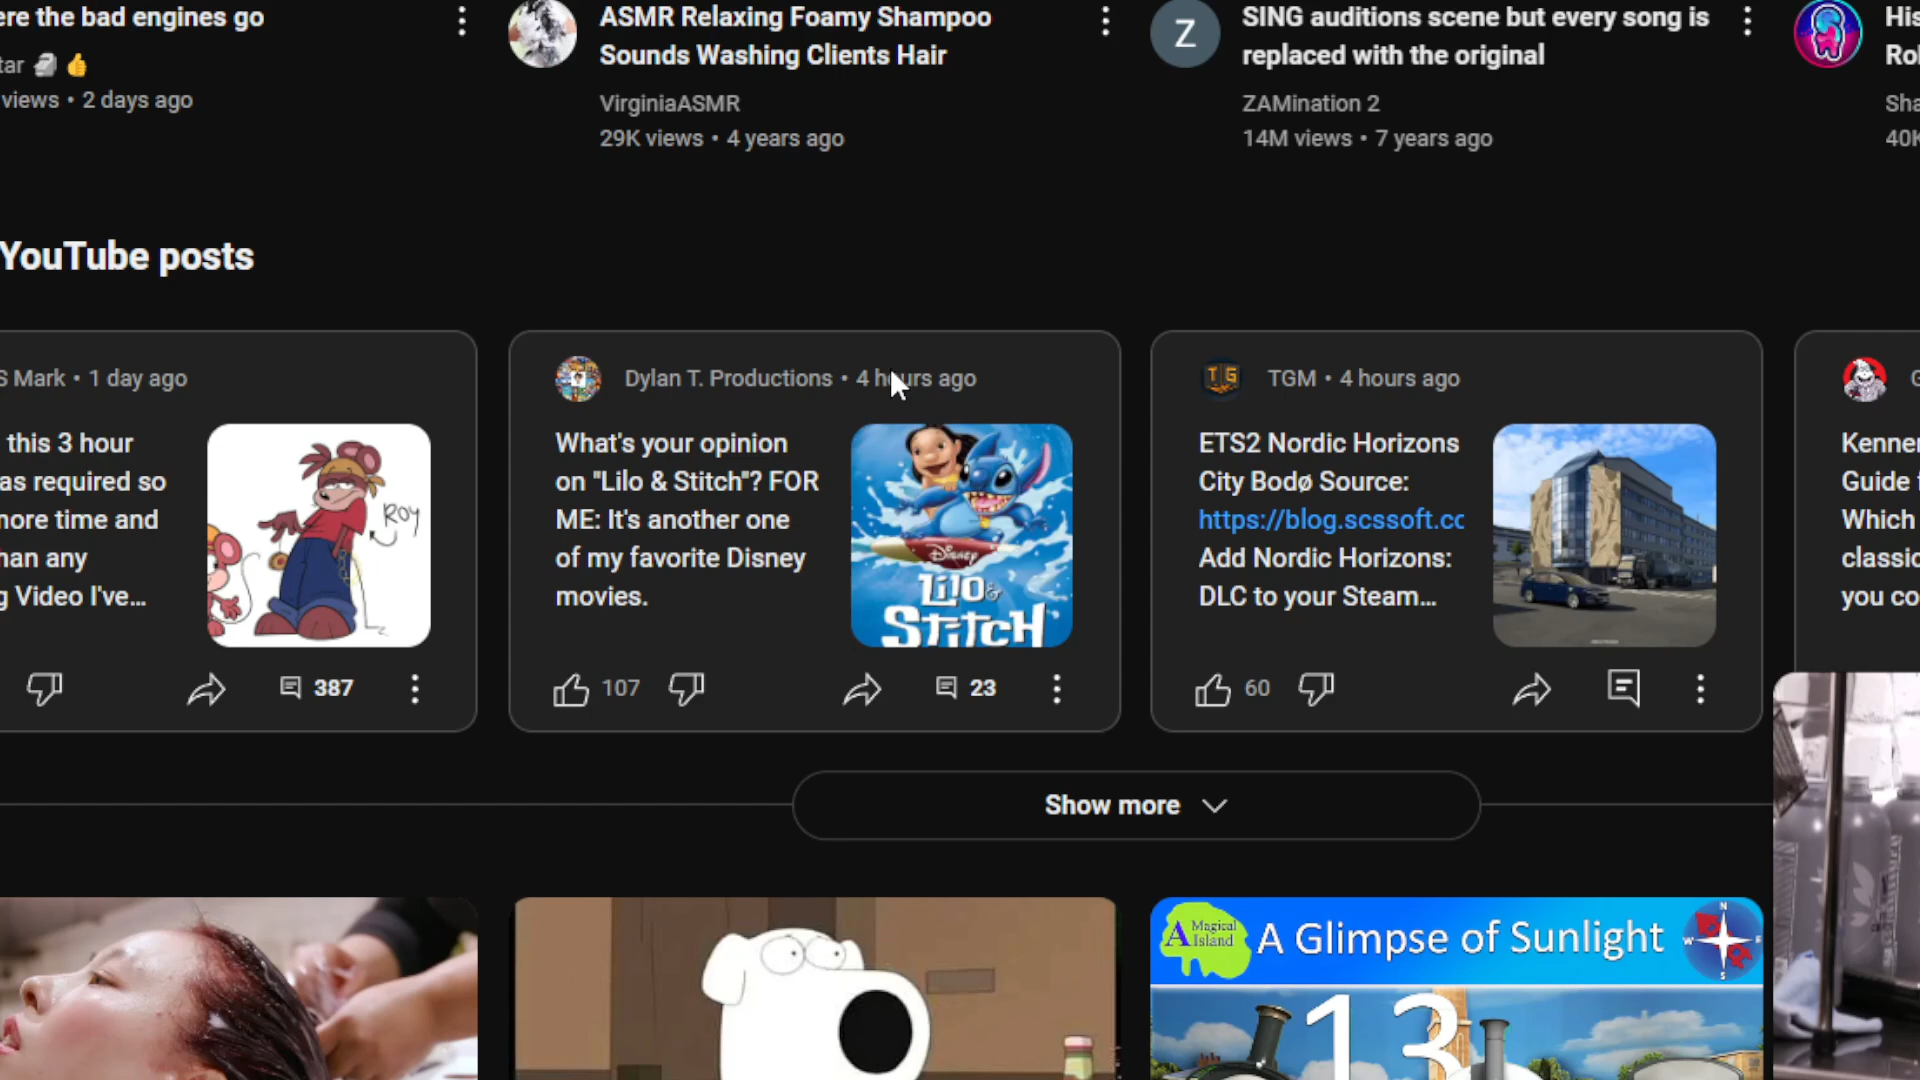 ere the bad engines go
tar
views • 2 days ago
ASMR Relaxing Foamy Shampoo
Sounds Washing Clients Hair
VirginiaASMR
29K views • 4 years ago
Z
SING auditions scene but every song is
replaced with the original
ZAMination 2
14M views • 7 years ago
His
Ro
Sha
40K
YouTube posts
S Mark • 1 day ago
this 3 hour
as required so
more time and
han any
g Video I've...
ROY
387
Dylan T. Productions • 4 hours ago
What's your opinion
on "Lilo & Stitch"? FOR
ME: It's another one
of my favorite Disney
movies.
Disney
Lilo &
Stitch
107
23
TG
TGM • 4 hours ago
ETS2 Nordic Horizons
City Bodø Source:
https://blog.scssoft.cc
Add Nordic Horizons:
DLC to your Steam...
60
Kenner
Guide
Which
classic
you co
Show more
A Magical
Island
A Glimpse of Sunlight
N
W
E
S
13